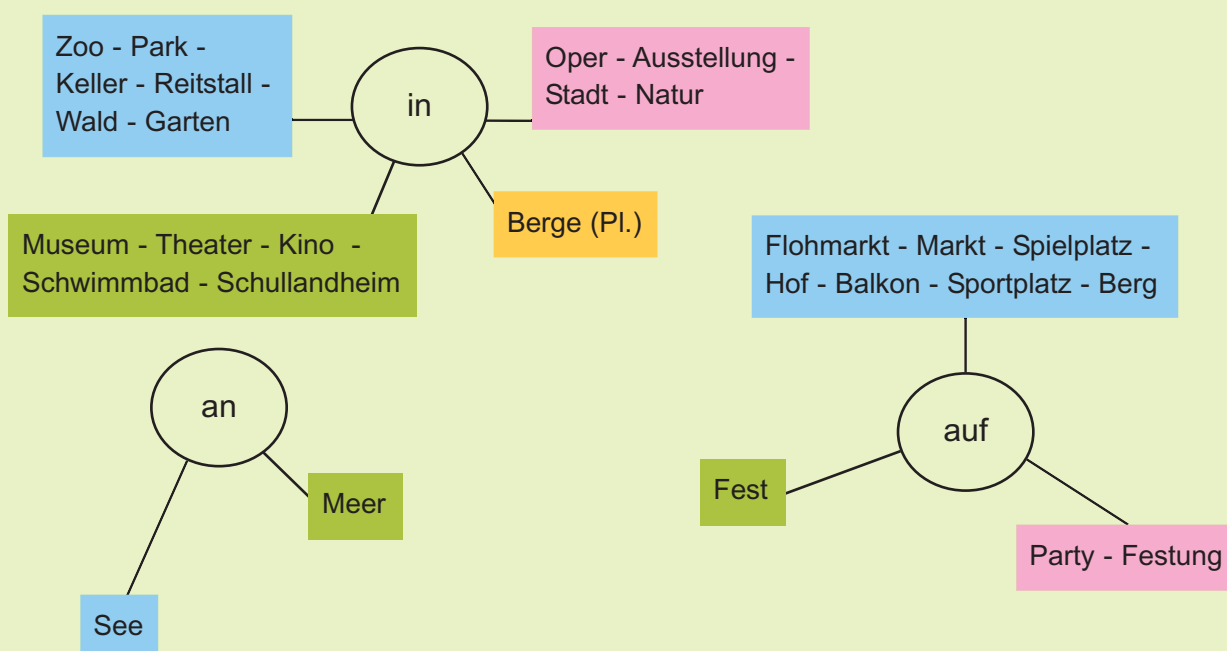 Zoo - Park -
Keller - Reitstall -
Wald - Garten
in
Oper - Ausstellung -
Stadt - Natur
Museum - Theater - Kino -
Schwimmbad - Schullandheim
Berge (Pl.)
an
Meer
See
Flohmarkt - Markt - Spielplatz -
Hof - Balkon - Sportplatz - Berg
auf
Fest
Party - Festung